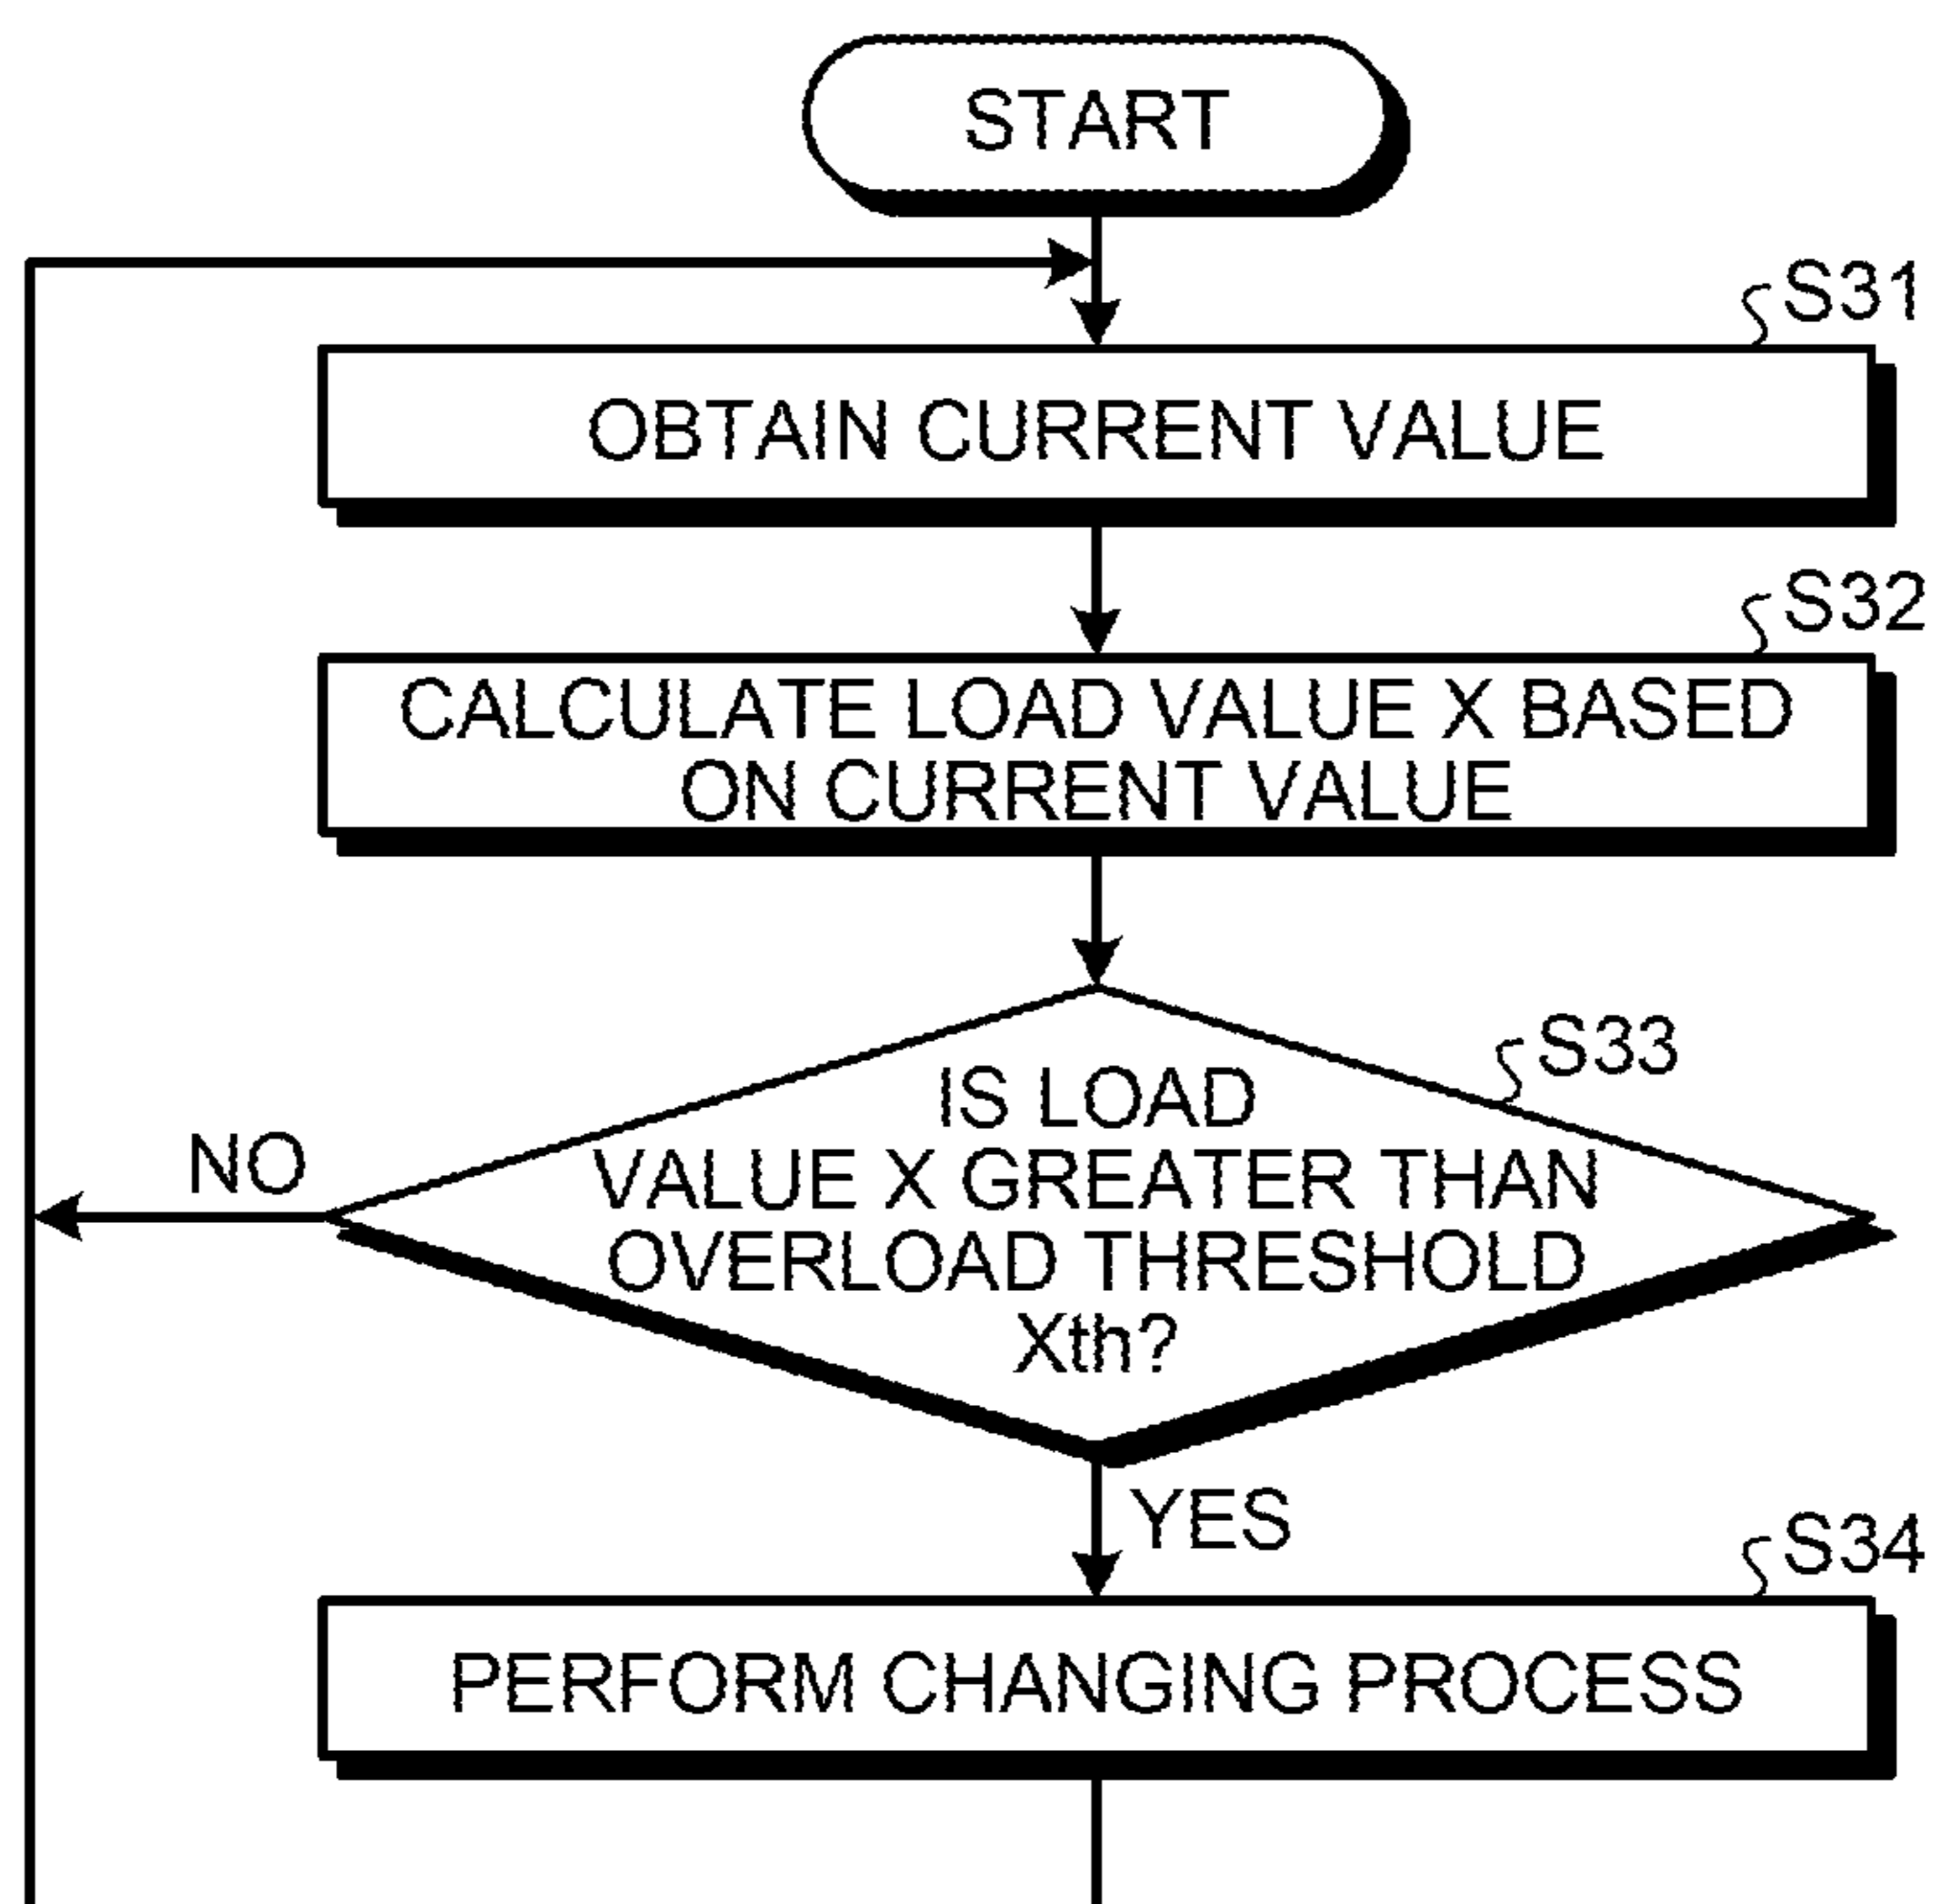 START
S31
OBTAIN CURRENT VALUE
S32
CALCULATE LOAD VALUE X BASED
ON CURRENT VALUE
S33
IS LOAD
VALUE X GREATER THAN
OVERLOAD THRESHOLD
Xth?
NO
YES
S34
PERFORM CHANGING PROCESS